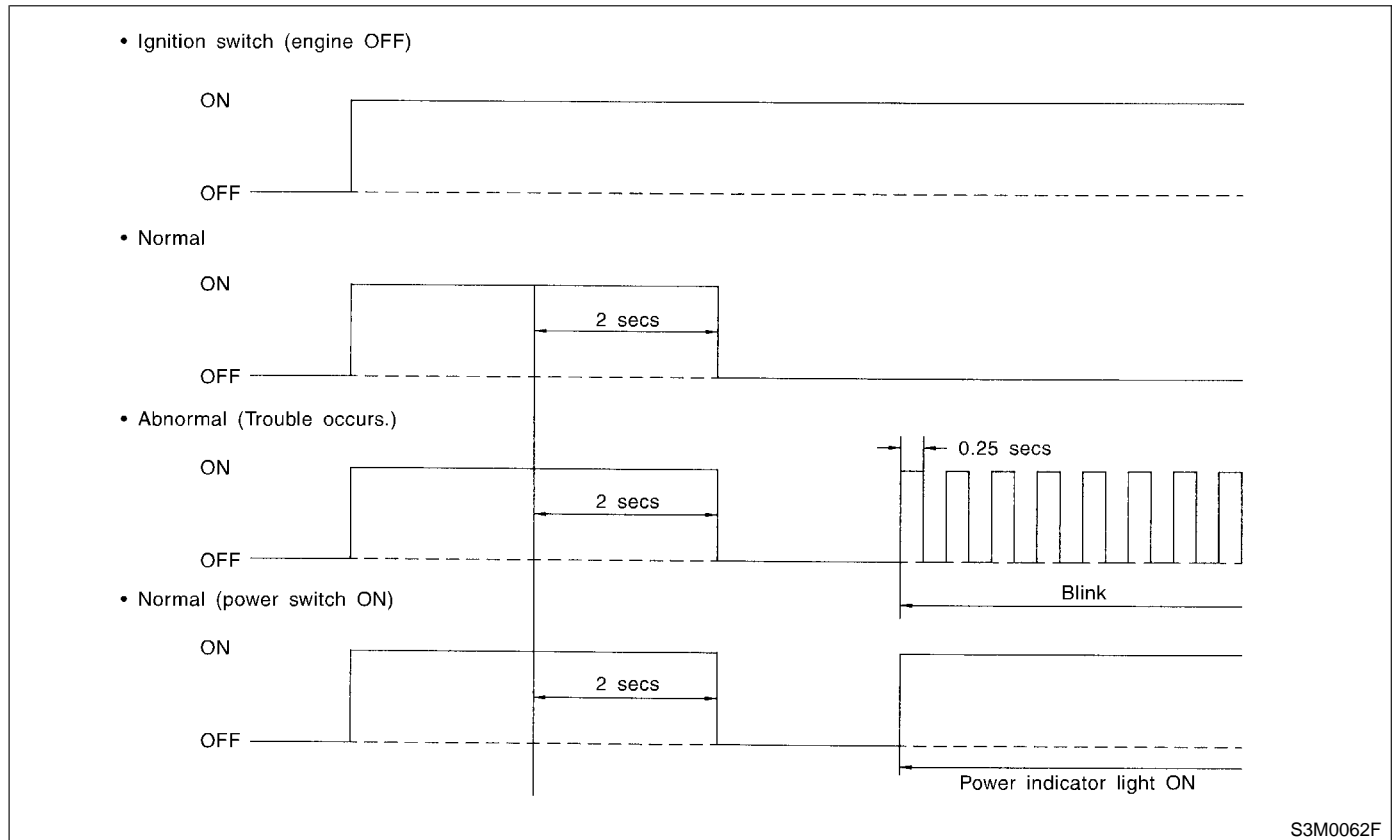 • Ignition switch (engine OFF)
ON
OFF
• Normal
ON
2 secs
OFF
• Abnormal (Trouble occurs.)
0.25 secs
ON
2 secs
OFF
Blink
• Normal (power switch ON)
ON
2 secs
OFF
Power indicator light ON
S3M0062F